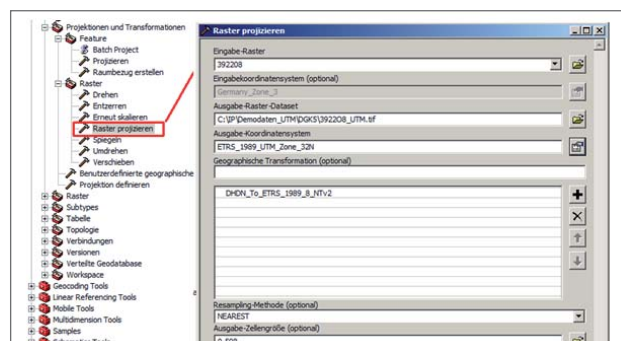 Projektionen und Transformationen
Feature
Batch Project
Projizieren
Raumbezug erstellen
Raster
Drehen
Entzerren
Erneut skalieren
Raster projizieren
Spiegeln
Umdrehen
Verschieben
Benutzerdefinierte geographische
Projektion definieren
Raster
Subtypes
Tabelle
Topologie
Verbindungen
Versionen
Verteilte Geodatabase
Workspace
Geocoding Tools
Linear Referencing Tools
Mobile Tools
Multidimension Tools
Samples
Raster projizieren
Eingabe-Raster
392208
Eingabekoordinatensystem (optional)
Germany_Zone_3
Ausgabe-Raster-Dataset
C:\IP\Demodaten_UTM\DGK5\392208_UTM.tif
Ausgabe-Koordinatensystem
ETRS_1989_UTM_Zone_32N
Geographische Transformation (optional)
DHDN_To_ETRS_1989_8_NTv2
Resampling-Methode (optional)
NEAREST
Ausgabe-Zellengröße (optional)